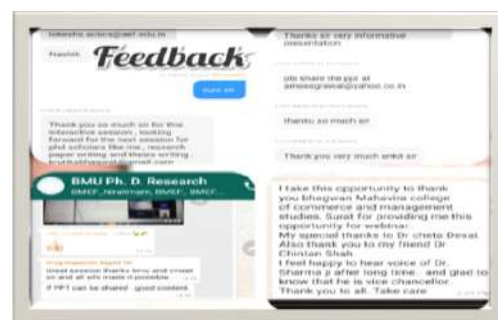 Feedback
Thank you so much sir for this
interactive session , looking
forward for the next session for
phd scholars like me , research
paper writing and thesis writing .
BMU Ph. D. Research
great session thanks bmu and vnsgu
sir and all who made it possible
if PPT can be shared good content
Thanks sir very informative
presentation
pls share the ppt at
thanku so much sir
Thank you very much ankit sir
I take this opportunity to thank
you bhagwan Mahavira college
of commerce and management
studies. Surat for providing me this
opportunity for webinar.
My special thanks to Dr cheta Desai.
Also thank you to my friend Dr
Chintan Shah.
I feel happy to hear voice of Dr.
Sharma ji after long time.. and glad to
know that he is vice chancellor.
Thank you to all. Take care